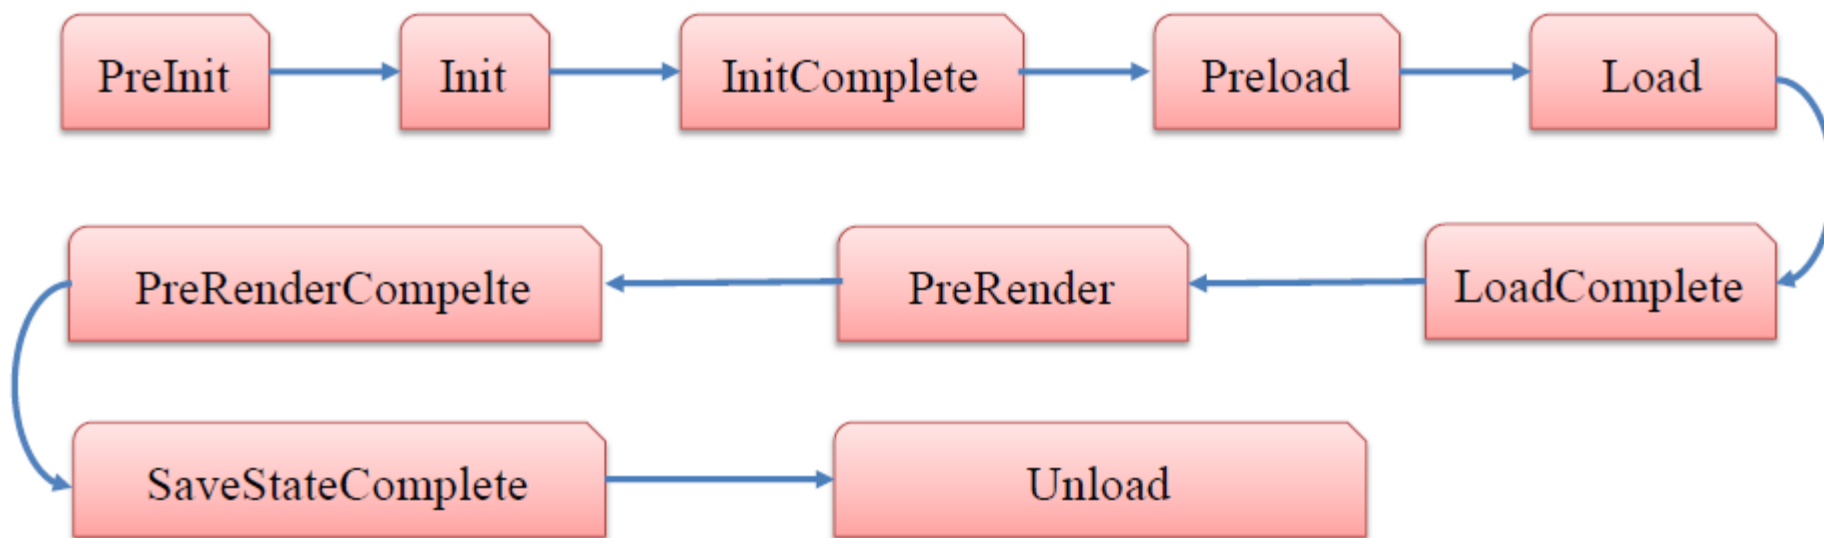 PreInit
Init
InitComplete
Preload
Load
LoadComplete
PreRender
PreRenderCompelte
SaveStateComplete
Unload